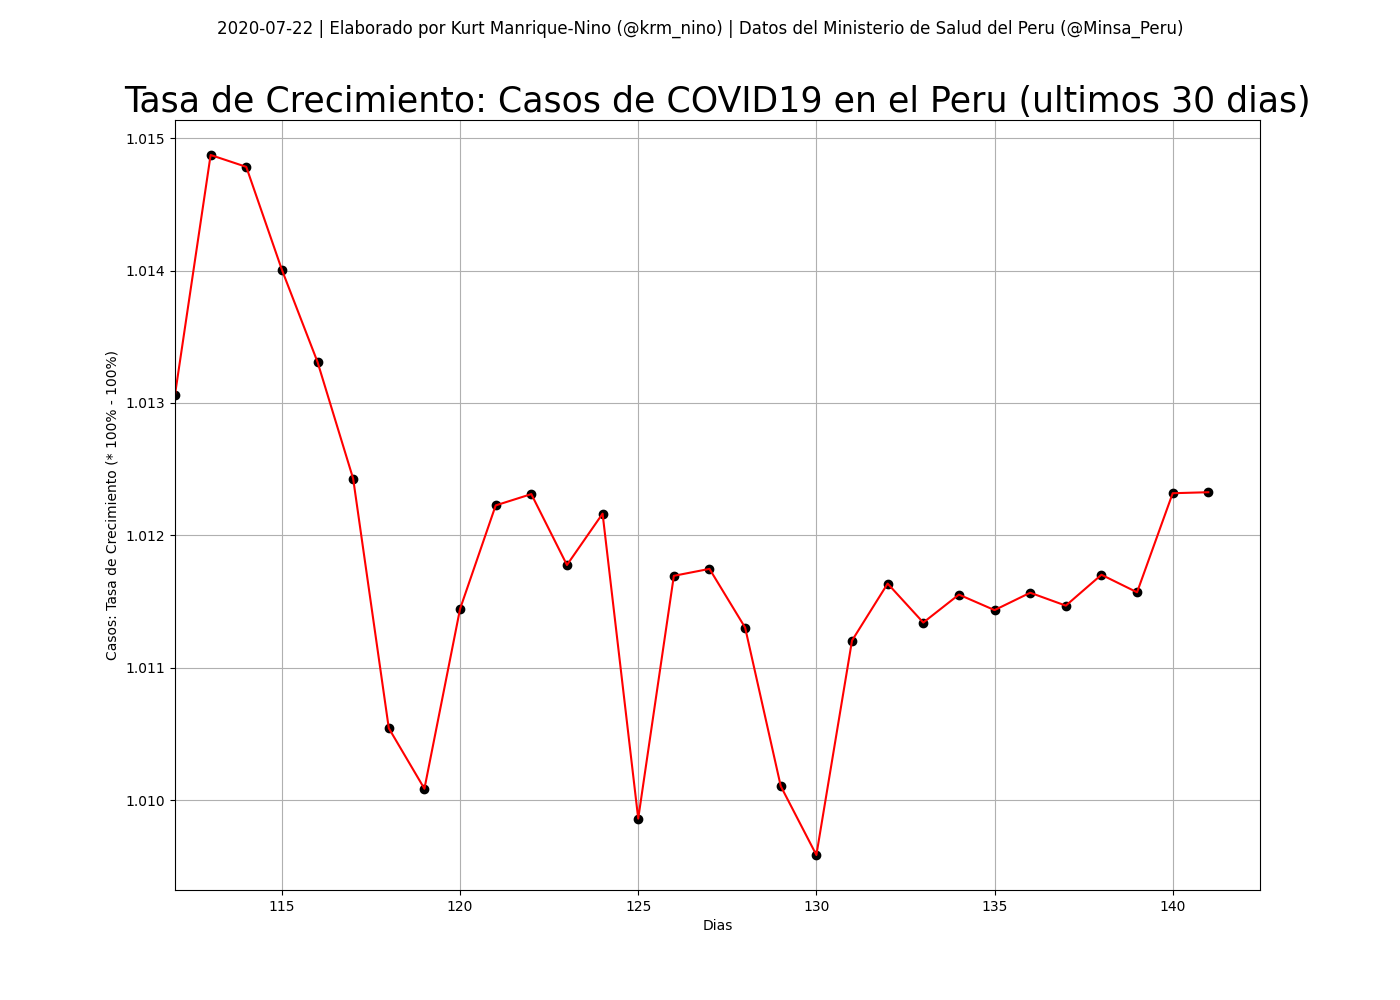 2020-07-22 | Elaborado por Kurt Manrique-Nino (@krm_nino) | Datos del Ministerio de Salud del Peru (@Minsa_Peru)
Tasa de Crecimiento: Casos de COVID19 en el Peru (ultimos 30 dias)
Casos: Tasa de Crecimiento (* 100% - 100%)
1.015
1.014
1.013
1.012
1.011
1.010
115 120 125 130 135 140
Dias